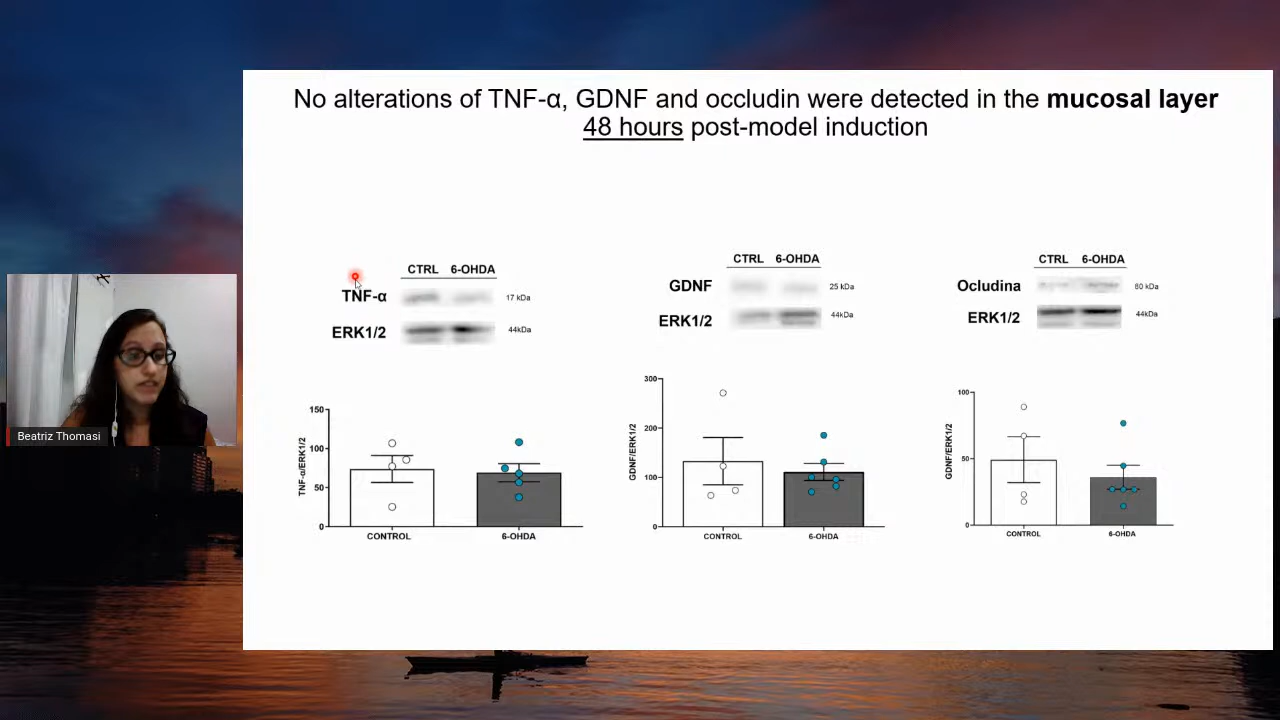 No alterations of TNF-α, GDNF and occludin were detected in the mucosal layer
48 hours post-model induction
CTRL 6-OHDA
TNF-α 17 kDa
ERK1/2 44kDa
CTRL 6-OHDA
GDNF 25 kDa
ERK1/2 44kDa
CTRL 6-OHDA
Ocludina 60 kDa
ERK1/2 44kDa
TNF-α/ERK1/2
150
100
50
0
CONTROL 6-OHDA
GDNF/ERK1/2
300
200
100
0
CONTROL 6-OHDA
GDNF/ERK1/2
100
50
0
CONTROL 6-OHDA
Beatriz Thomasi